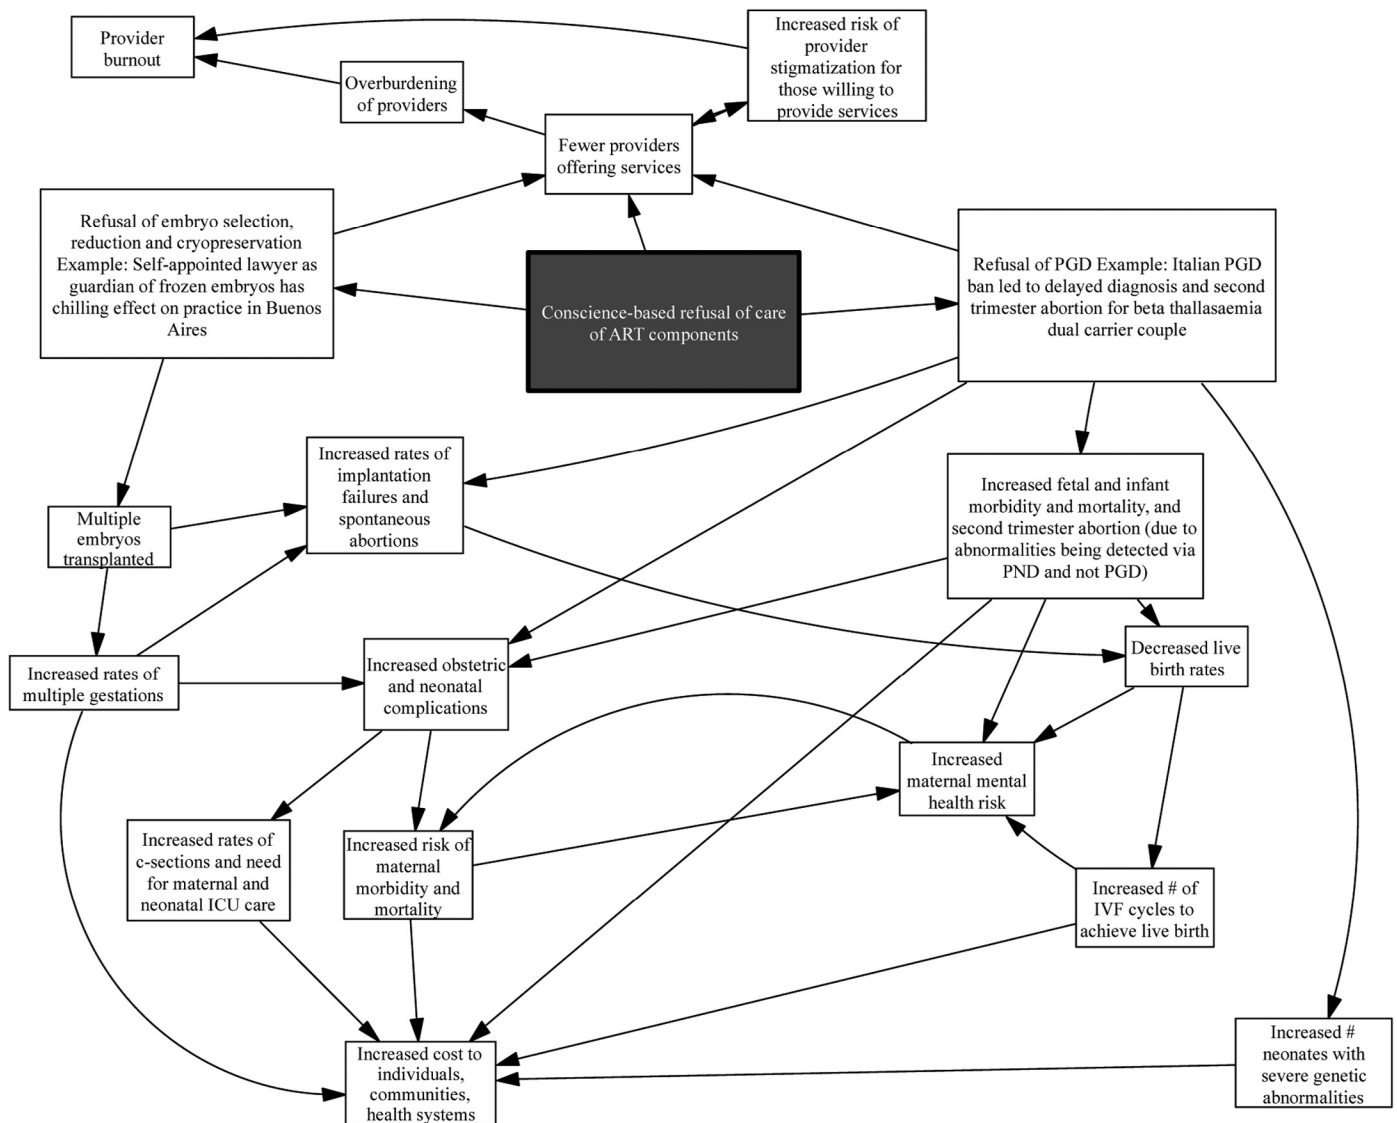 Provider
burnout
Increased risk of
provider
stigmatization for
those willing to
provide services
Overburdening
of providers
Fewer providers
offering services
Refusal of embryo selection,
reduction and cryopreservation
Example: Self-appointed lawyer as
guardian of frozen embryos has
chilling effect on practice in Buenos
Aires
Conscience-based refusal of care
of ART components
Refusal of PGD Example: Italian PGD
ban led to delayed diagnosis and second
trimester abortion for beta thallasaemia
dual carrier couple
Increased rates of
implantation
failures and
spontaneous
abortions
Multiple
embryos
transplanted
Increased fetal and infant
morbidity and mortality, and
second trimester abortion (due to
abnormalities being detected via
PND and not PGD)
Increased rates of
multiple gestations
Increased obstetric
and neonatal
complications
Decreased live
birth rates
Increased
maternal mental
health risk
Increased rates of
c-sections and need
for maternal and
neonatal ICU care
Increased risk of
maternal
morbidity and
mortality
Increased # of
IVF cycles to
achieve live birth
Increased cost to
individuals,
communities,
health systems
Increased #
neonates with
severe genetic
abnormalities